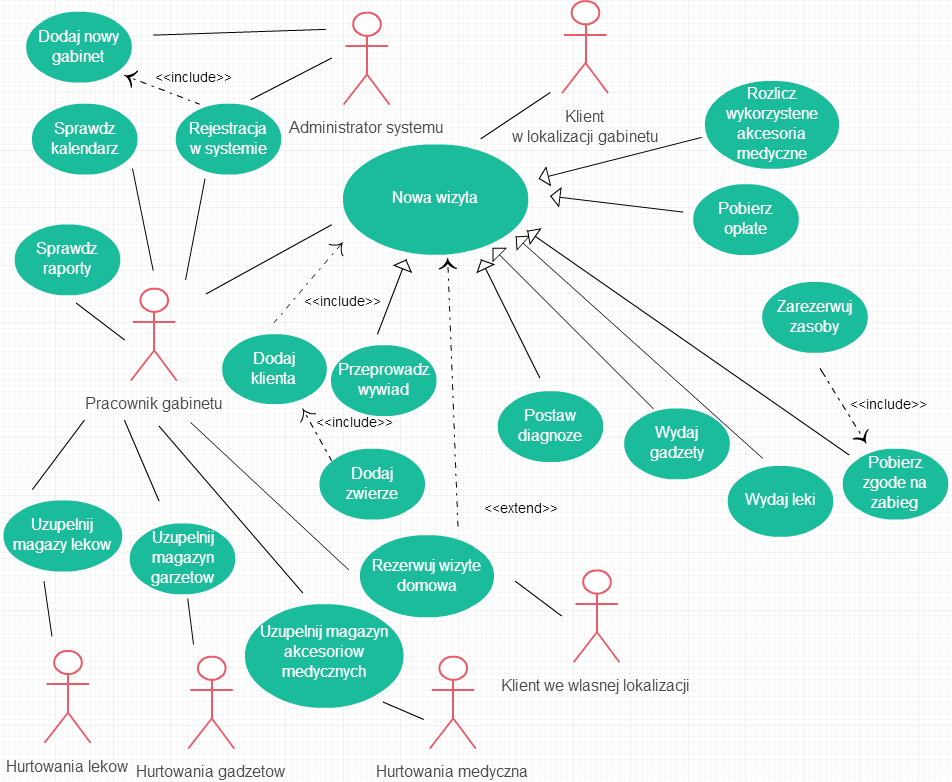 Dodaj nowy
gabinet
<<include>>
Administrator systemu
Klient
w lokalizacji gabinetu
Sprawdz
kalendarz
Rejestracja
w systemie
Rozlicz
wykorzystene
akcesoria
medyczne
Nowa wizyta
Pobierz
opłate
Sprawdz
raporty
<<include>>
Zarezerwuj
zasoby
Pracownik gabinetu
Dodaj
klienta
Przeprowadz
wywiad
<<include>>
<<include>>
Postaw
diagnoze
Wydaj
gadzety
Dodaj
zwierze
Wydaj leki
Pobierz
zgode na
zabieg
<<extend>>
Uzupelnij
magazy lekow
Uzupelnij
magazyn
garzetow
Rezerwuj wizyte
domowa
Uzupelnij magazyn
akcesoriow
medycznych
Klient we wlasnej lokalizacji
Hurtowania lekow
Hurtowania gadzetow
Hurtowania medyczna